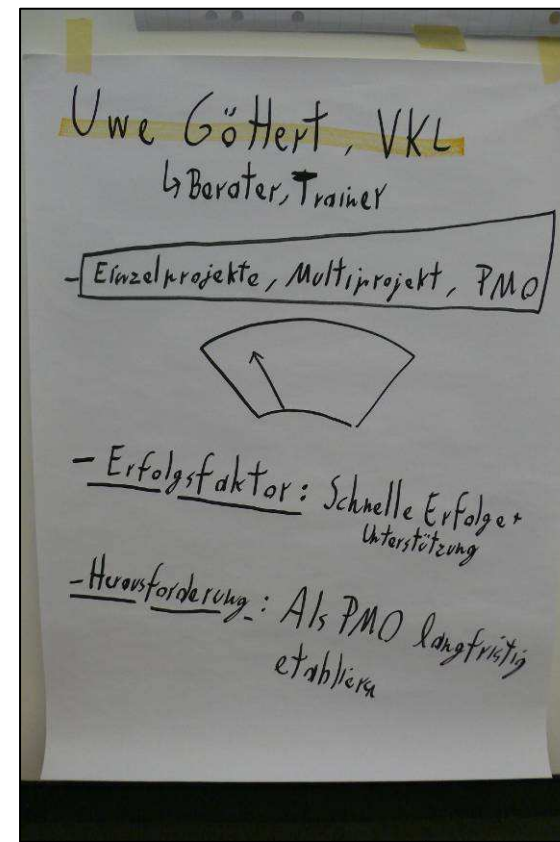 Uwe Göttert, VKL
↳ Berater, Trainer
- Einzelprojekte, Multiprojekt, PMO
- Erfolgsfaktor: Schnelle Erfolge +
Unterstützung
- Herausforderung: Als PMO langfristig
etablieren